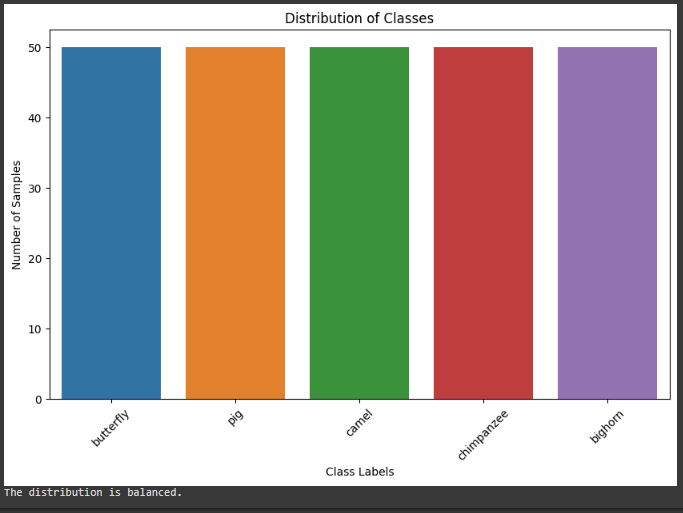 Distribution of Classes
50
40
30
20
10
0
Number of Samples
butterfly
pig
camel
chimpanzee
bighorn
Class Labels
The distribution is balanced.